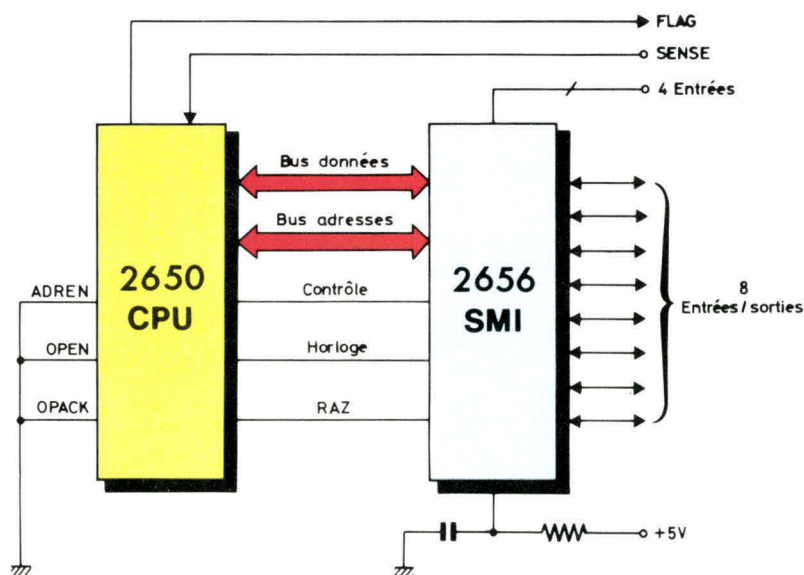 FLAG
SENSE
4 Entrées
Bus données
Bus adresses
2650
CPU
2656
SMI
ADREN
Contrôle
8
Entrées / sorties
OPEN
Horloge
OPACK
RAZ
+5V